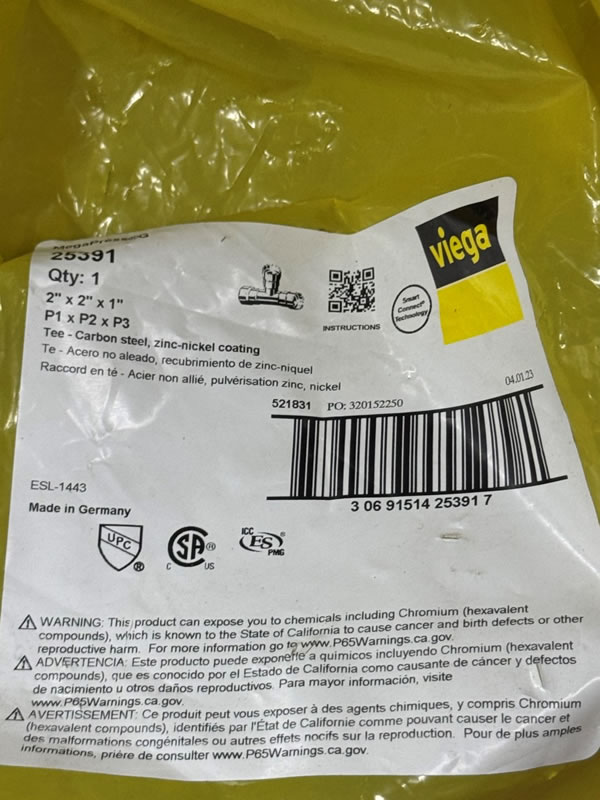 MegaPress®G
25391
Qty: 1
2" x 2" x 1"
P1 x P2 x P3
Tee - Carbon steel, zinc-nickel coating
Te - Acero no aleado, recubrimiento de zinc-niquel
Raccord en té - Acier non allié, pulvérisation zinc, nickel
INSTRUCTIONS
Smart
Connect®
Technology
viega
04.01.23
521831 PO: 320152250
3 06 91514 25391 7
ESL-1443
Made in Germany
UPC ®
C SA ® US
ICC ES ® PMG
WARNING: This product can expose you to chemicals including Chromium (hexavalent
compounds), which is known to the State of California to cause cancer and birth defects or other
reproductive harm. For more information go to www.P65Warnings.ca.gov.
ADVERTENCIA: Este producto puede exponerle a químicos incluyendo Chromium (hexavalent
compounds), que es conocido por el Estado de California como causante de cáncer y defectos
de nacimiento u otros daños reproductivos. Para mayor información, visite
www.P65Warnings.ca.gov.
AVERTISSEMENT: Ce produit peut vous exposer à des agents chimiques, y compris Chromium
(hexavalent compounds), identifiés par l'État de Californie comme pouvant causer le cancer et
des malformations congénitales ou autres effets nocifs sur la reproduction. Pour de plus amples
informations, prière de consulter www.P65Warnings.ca.gov.